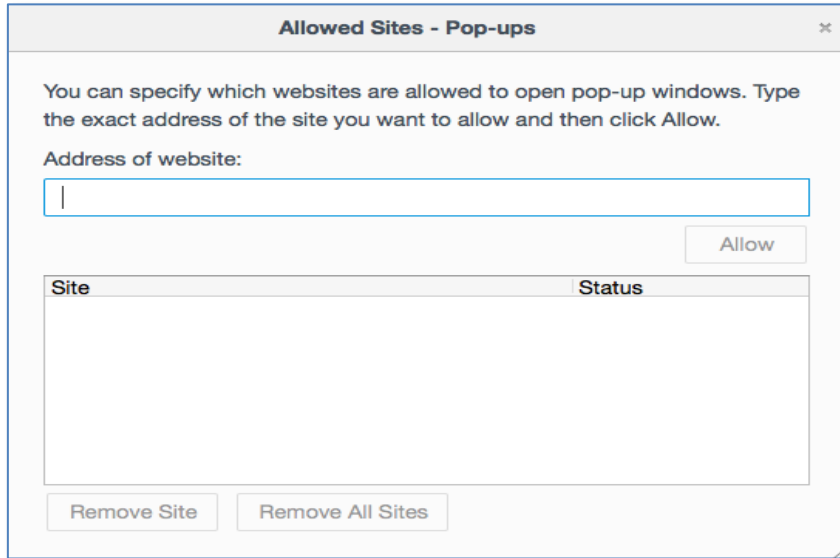 Allowed Sites - Pop-ups
You can specify which websites are allowed to open pop-up windows. Type
the exact address of the site you want to allow and then click Allow.
Address of website:
Allow
Site Status
Remove Site Remove All Sites